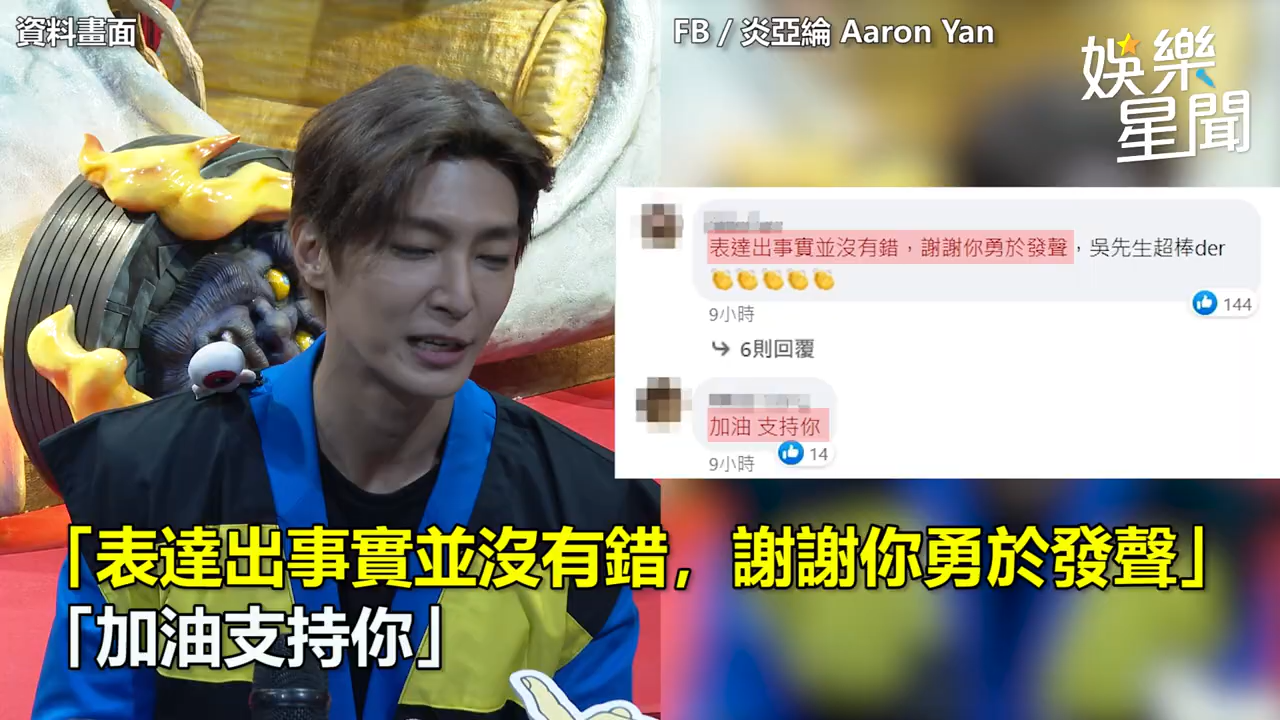 資料畫面
FB / 炎亞綸 Aaron Yan
娛樂
星聞
表達出事實並沒有錯，謝謝你勇於發聲，吳先生超棒der
👏👏👏👏👏
144
9小時
6則回覆
加油 支持你
14
9小時
「表達出事實並沒有錯，謝謝你勇於發聲」
「加油支持你」